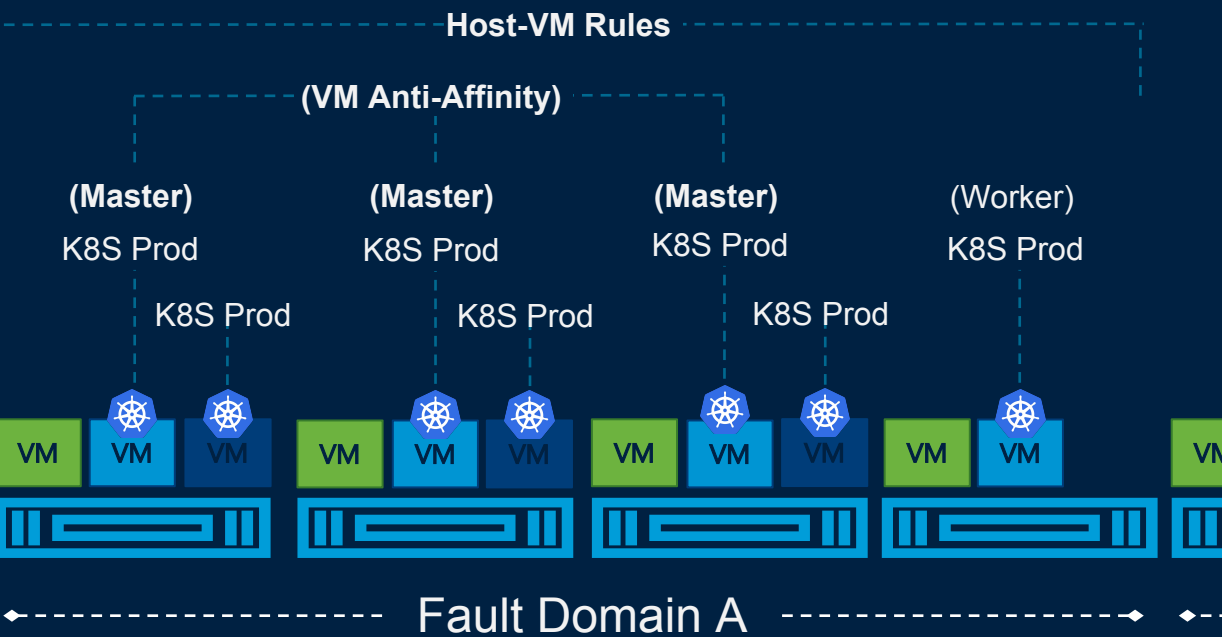 Host-VM Rules
(VM Anti-Affinity)
(Master) (Master) (Master) (Worker)
K8S Prod K8S Prod K8S Prod K8S Prod
K8S Prod K8S Prod K8S Prod
VM VM VM VM VM VM VM VM VM VM VM
Fault Domain A